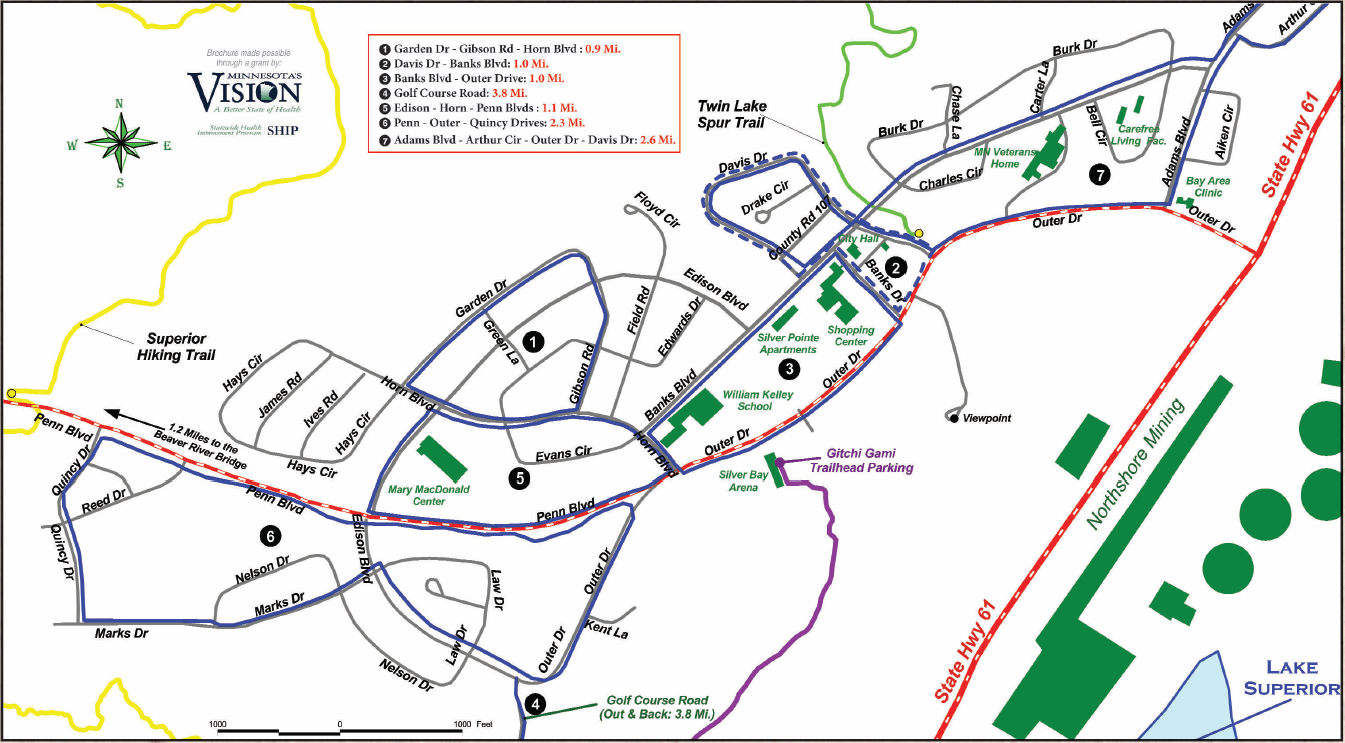 Brochure made possible
through a grant by:
MINNESOTA'S
VISION
A Better State of Health
Statewide Health
Improvement Program
SHIP
N
W E
S
1 Garden Dr - Gibson Rd - Horn Blvd : 0.9 Mi.
2 Davis Dr - Banks Blvd: 1.0 Mi.
3 Banks Blvd - Outer Drive: 1.0 Mi.
4 Golf Course Road: 3.8 Mi.
5 Edison - Horn - Penn Blvds : 1.1 Mi.
6 Penn - Outer - Quincy Drives: 2.3 Mi.
7 Adams Blvd - Arthur Cir - Outer Dr - Davis Dr: 2.6 Mi.
Adams
Arthur
Burk Dr
Carter La
Chase La
Burk Dr
Bell Cir
Carefree
Living Fac.
Adams Blvd
Aiken Cir
State Hwy 61
Twin Lake
Spur Trail
MN Veterans
Home
Charles Cir
7
Bay Area
Clinic
Outer Dr
Outer Dr
Davis Dr
Drake Cir
County Rd 10
City Hall
2
Banks Dr
Floyd Cir
Edison Blvd
Field Rd
Edwards Dr
Garden Dr
Green La
1
Gibson Rd
Horn Blvd
Silver Pointe
Apartments
Shopping
Center
3
Outer Dr
Banks Blvd
William Kelley
School
Viewpoint
Superior
Hiking Trail
Hays Cir
James Rd
Ives Rd
Hays Cir
Hays Cir
1.2 Miles to the
Beaver River Bridge
Penn Blvd
Quincy Dr
Reed Dr
Penn Blvd
Quincy Dr
6
Horn Blvd
Outer Dr
Evans Cir
5
Mary MacDonald
Center
Penn Blvd
Silver Bay
Arena
Gitchi Gami
Trailhead Parking
Northshore Mining
Edison Blvd
Nelson Dr
Marks Dr
Marks Dr
Law Dr
Law Dr
Nelson Dr
Outer Dr
Outer Dr
Kent La
4
Golf Course Road
(Out & Back: 3.8 Mi.)
State Hwy 61
LAKE
SUPERIOR
1000 0 1000 Feet